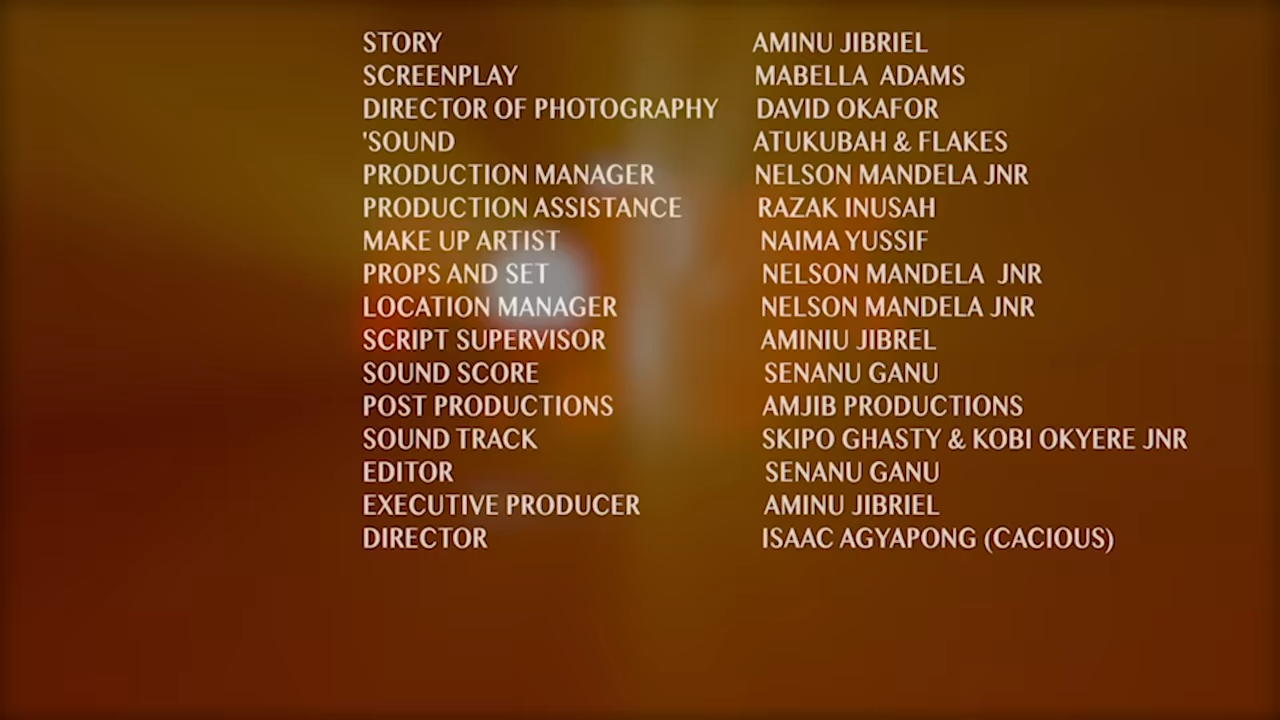 STORY AMINU JIBRIEL
SCREENPLAY MABELLA ADAMS
DIRECTOR OF PHOTOGRAPHY DAVID OKAFOR
'SOUND ATUKUBAH & FLAKES
PRODUCTION MANAGER NELSON MANDELA JNR
PRODUCTION ASSISTANCE RAZAK INUSAH
MAKE UP ARTIST NAIMA YUSSIF
PROPS AND SET NELSON MANDELA JNR
LOCATION MANAGER NELSON MANDELA JNR
SCRIPT SUPERVISOR AMINIU JIBREL
SOUND SCORE SENANU GANU
POST PRODUCTIONS AMJIB PRODUCTIONS
SOUND TRACK SKIPO GHASTY & KOBI OKYERE JNR
EDITOR SENANU GANU
EXECUTIVE PRODUCER AMINU JIBRIEL
DIRECTOR ISAAC AGYAPONG (CACIOUS)